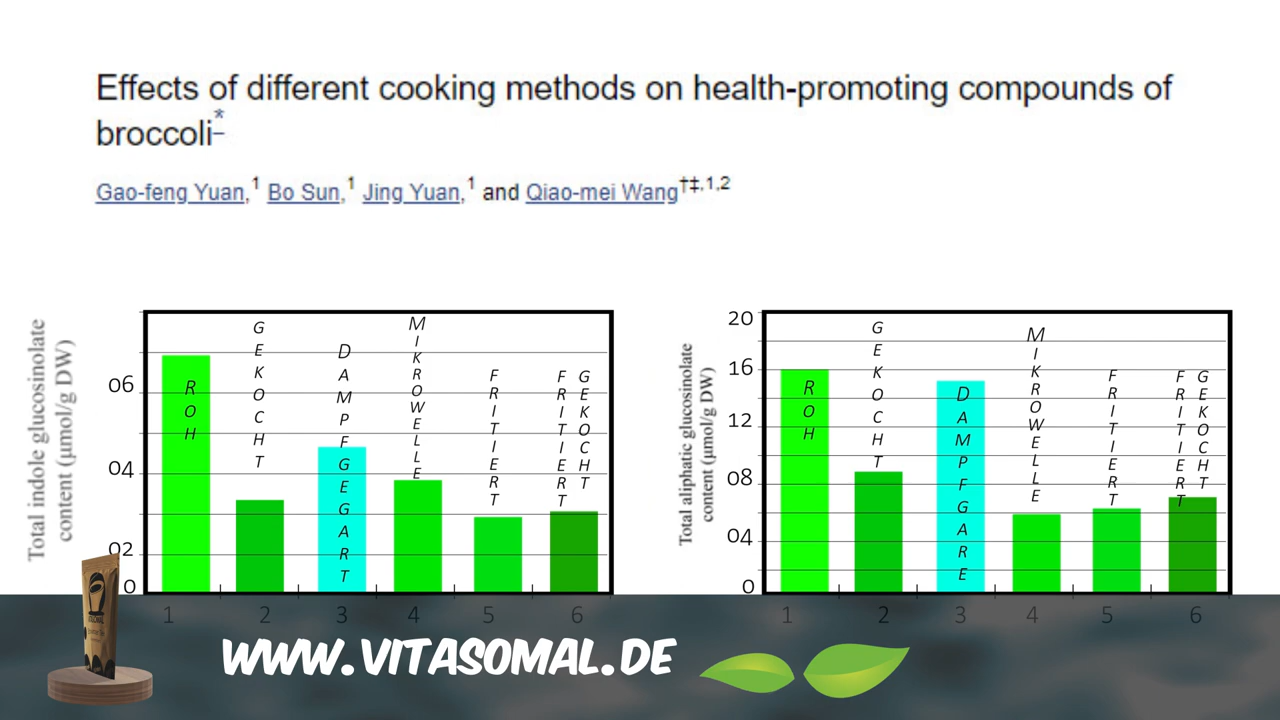 Effects of different cooking methods on health-promoting compounds of
broccoli*
Gao-feng Yuan,1 Bo Sun,1 Jing Yuan,1 and Qiao-mei Wang†‡,1,2
Total indole glucosinolate
content (μmol/g DW)
06
04
02
0
ROH
GEKOCHT
DAMPFGEGART
MIKROWELLE
FRITIERT
FRITIERT
GEKOCHT
1 2 3 4 5 6
Total aliphatic glucosinolate
content (μmol/g DW)
20
16
12
08
04
0
ROH
GEKOCHT
DAMPFGARE
MIKROWELLE
FRITIERT
FRITIERT
GEKOCHT
1 2 3 4 5 6
WWW.VITASOMAL.DE